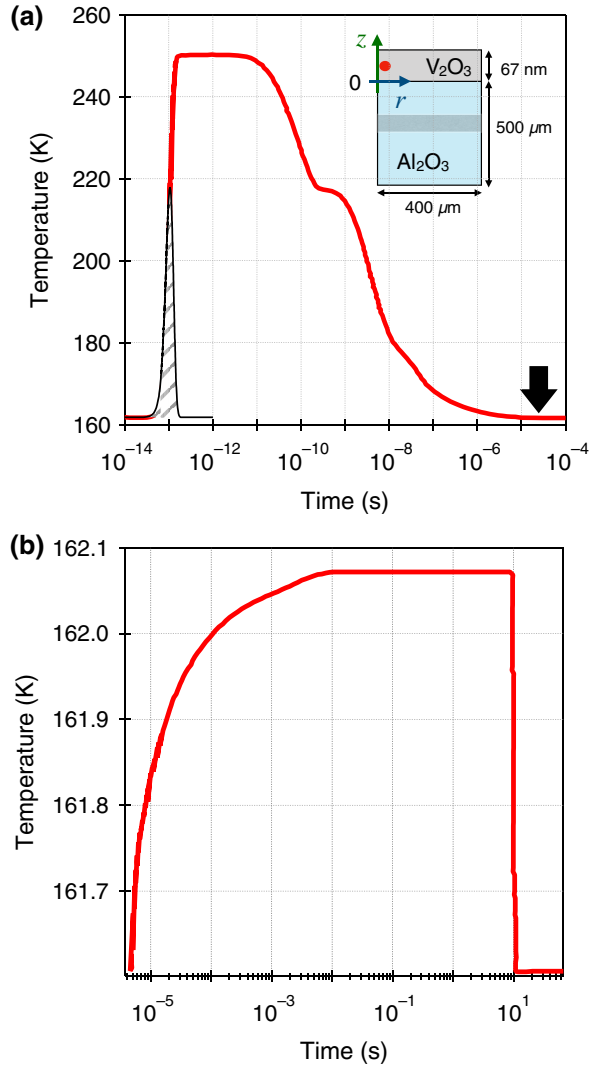 (a)
260
240
220
200
180
160
Temperature (K)
10⁻¹⁴
10⁻¹²
10⁻¹⁰
10⁻⁸
10⁻⁶
10⁻⁴
Time (s)
z
0
r
V₂O₃
67 nm
Al₂O₃
500 µm
400 µm
(b)
162.1
162.0
161.9
161.8
161.7
Temperature (K)
10⁻⁵
10⁻³
10⁻¹
10¹
Time (s)